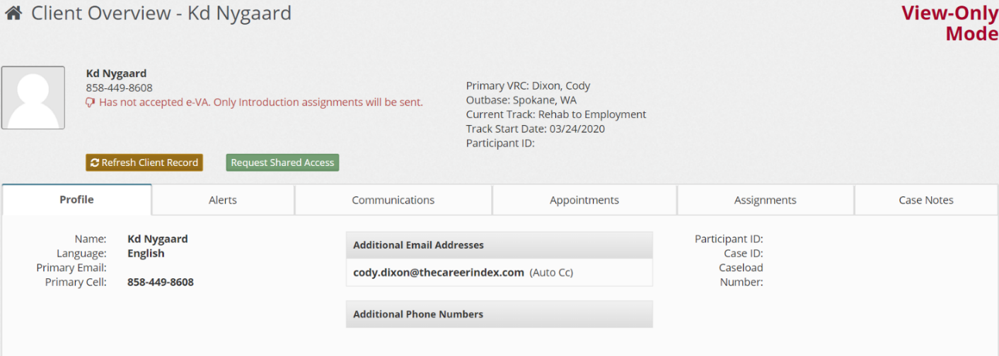 Client Overview - Kd Nygaard
View-Only
Mode
Kd Nygaard
858-449-8608
Has not accepted e-VA. Only Introduction assignments will be sent.
Primary VRC: Dixon, Cody
Outbase: Spokane, WA
Current Track: Rehab to Employment
Track Start Date: 03/24/2020
Participant ID:
Refresh Client Record
Request Shared Access
Profile
Alerts
Communications
Appointments
Assignments
Case Notes
Name: Kd Nygaard
Language: English
Primary Email:
Primary Cell: 858-449-8608
Additional Email Addresses
cody.dixon@thecareerindex.com (Auto Cc)
Additional Phone Numbers
Participant ID:
Case ID:
Caseload
Number: